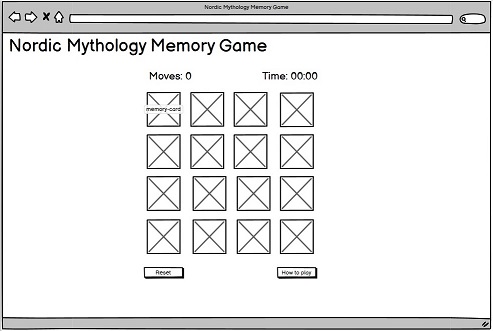 Nordic Mythology Memory Game
Nordic Mythology Memory Game
Moves: 0 Time: 00:00
memory-card
Reset How to play